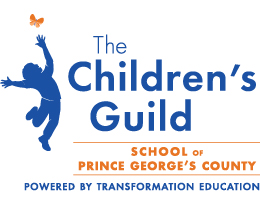 The
Children's
Guild
SCHOOL OF
PRINCE GEORGE'S COUNTY
POWERED BY TRANSFORMATION EDUCATION